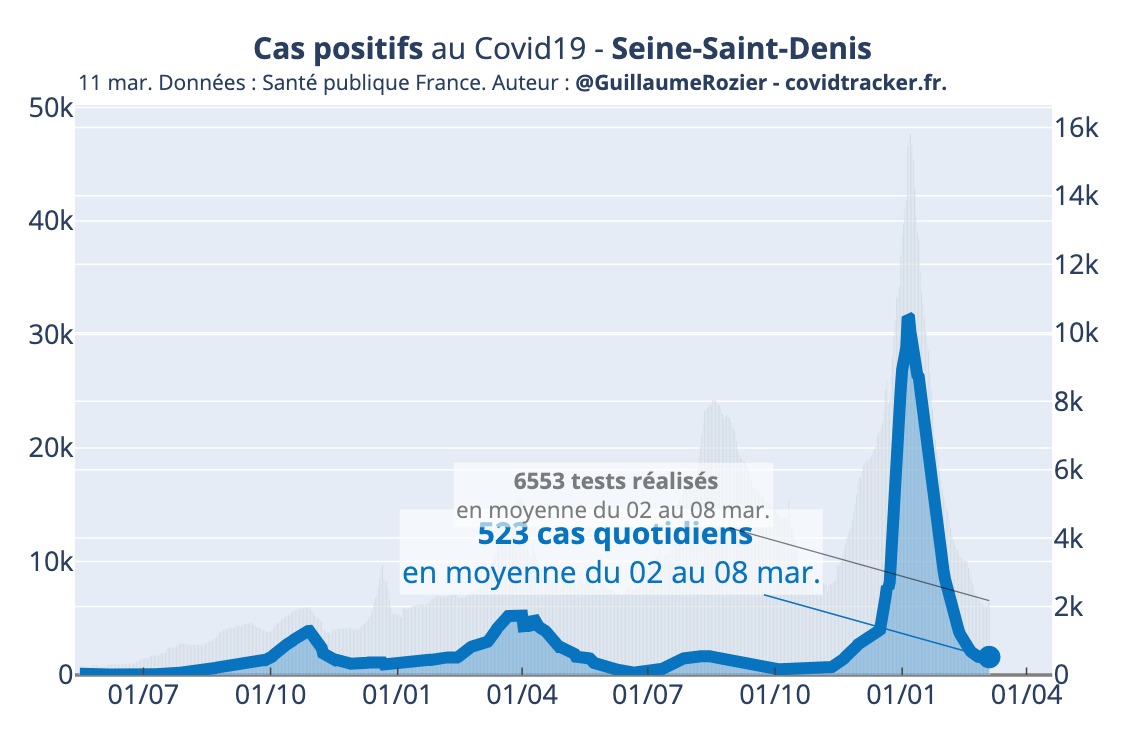 Cas positifs au Covid19 - Seine-Saint-Denis
11 mar. Données : Santé publique France. Auteur : @GuillaumeRozier - covidtracker.fr.
50k
40k
30k
20k
10k
0
16k
14k
12k
10k
8k
6k
4k
2k
0
6553 tests réalisés
en moyenne du 02 au 08 mar.
523 cas quotidiens
en moyenne du 02 au 08 mar.
01/07 01/10 01/01 01/04 01/07 01/10 01/01 01/04